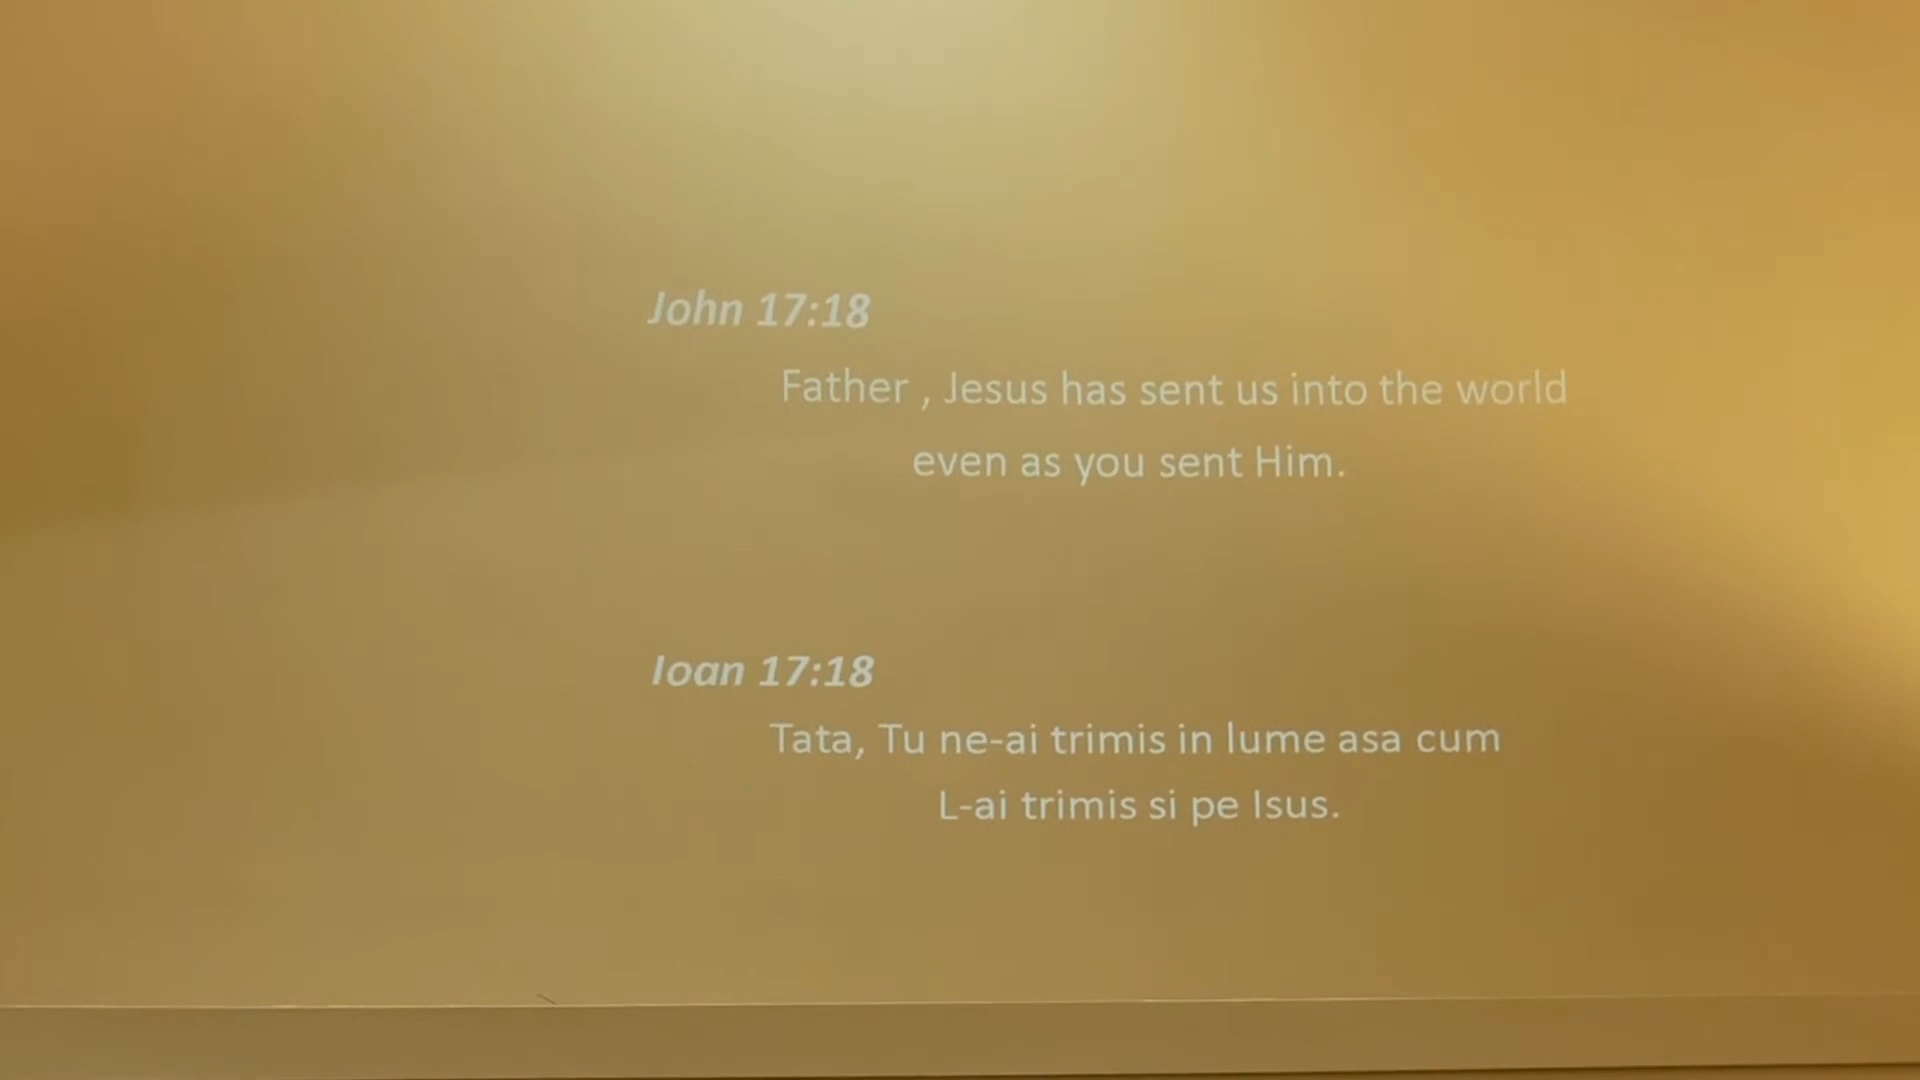 John 17:18
Father , Jesus has sent us into the world
even as you sent Him.
Ioan 17:18
Tata, Tu ne-ai trimis in lume asa cum
L-ai trimis si pe Isus.